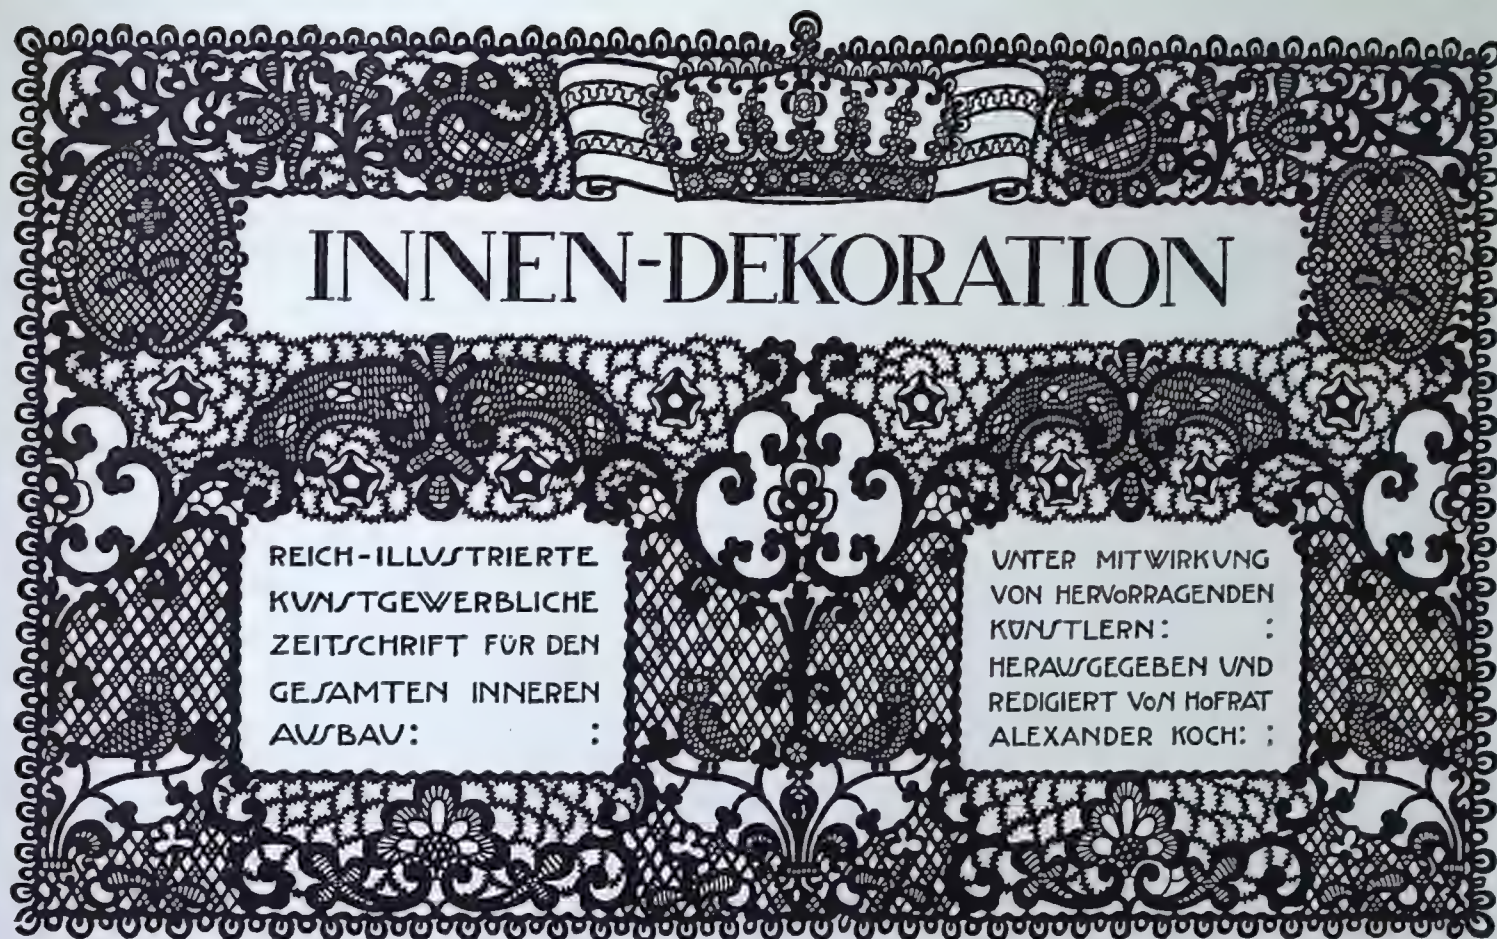 INNEN-DEKORATION
REICH-ILLUSTRIERTE
KUNSTGEWERBLICHE
ZEITSCHRIFT FÜR DEN
GESAMTEN INNEREN
AUSBAU: :
UNTER MITWIRKUNG
VON HERVORRAGENDEN
KÜNSTLERN: :
HERAUSGEGEBEN UND
REDIGIERT VON HOFRAT
ALEXANDER KOCH: :